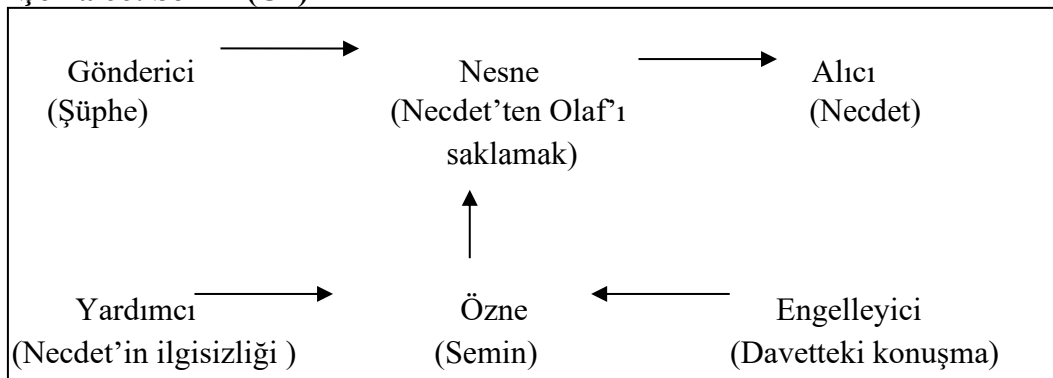 Gönderici Nesne Alıcı
(Şüphe) (Necdet’ten Olaf’ı (Necdet)
saklamak)
Yardımcı Özne Engelleyici
(Necdet’in ilgisizliği ) (Semin) (Davetteki konuşma)